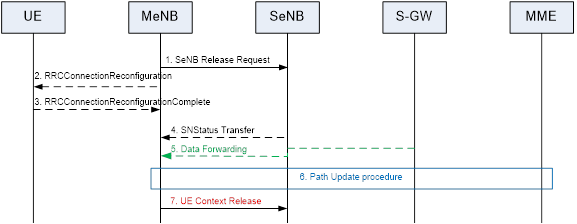 UE MeNB SeNB S-GW MME
1. SeNB Release Request
2. RRCConnectionReconfiguration
3. RRCConnectionReconfigurationComplete
4. SNStatus Transfer
5. Data Forwarding
6. Path Update procedure
7. UE Context Release